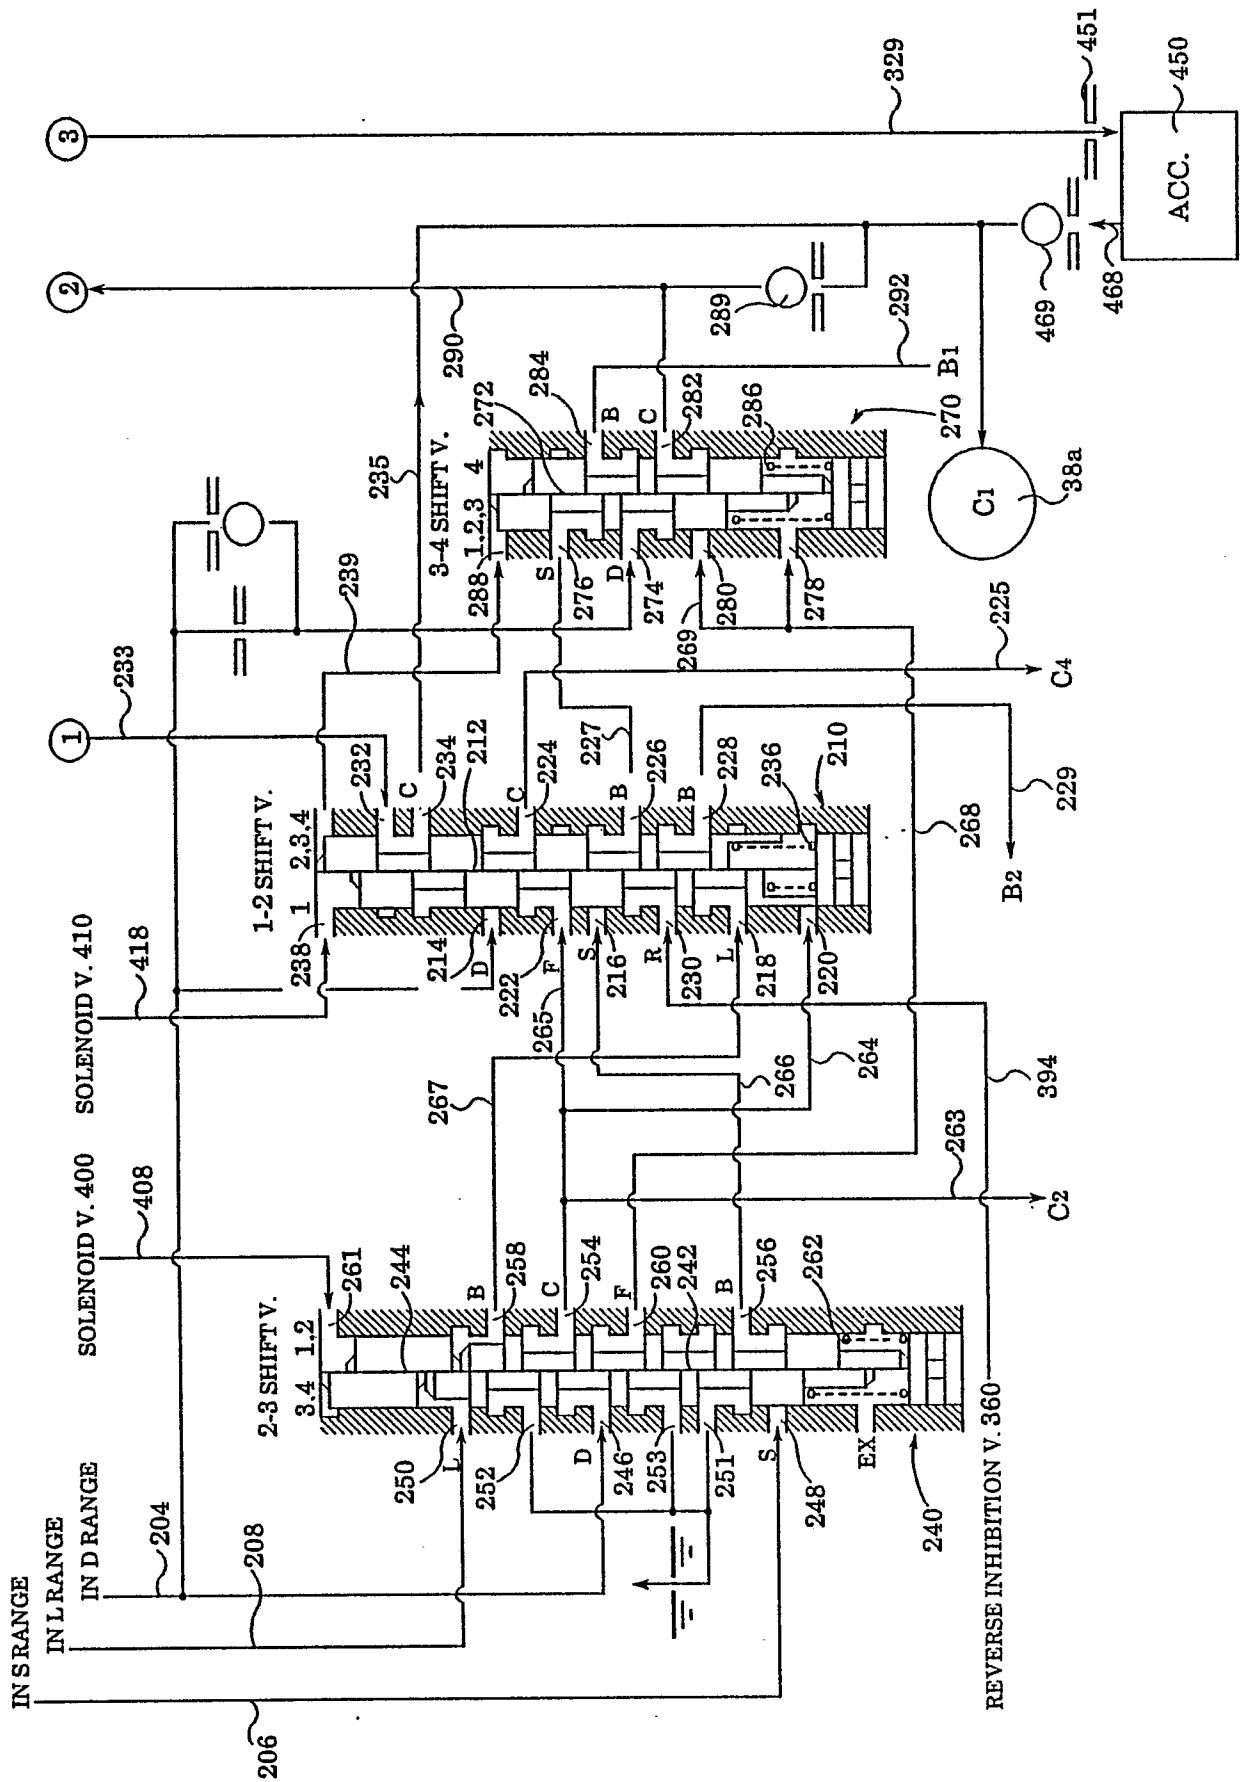 IN S RANGE
IN L RANGE
IN D RANGE
206
208
204
SOLENOID V. 400
408
SOLENOID V. 410
418
1
233
2
3
2-3 SHIFT V.
3.4
1,2
261
244
250
L
252
D
246
253
251
S
248
EX
240
B
258
C
254
F
260
242
B
256
262
267
265
266
264
263
C2
REVERSE INHIBITION V. 360
394
268
1-2 SHIFT V.
1
2,3,4
238
214
D
222
F
S
216
R
230
L
218
220
232
C
234
212
C
224
B
226
B
228
236
210
227
229
B2
239
235
225
C4
269
3-4 SHIFT V.
1,2,3
4
288
S
276
D
274
280
278
272
284
B
C
282
286
270
290
289
292
B1
C1
38a
329
451
450
ACC.
468
469